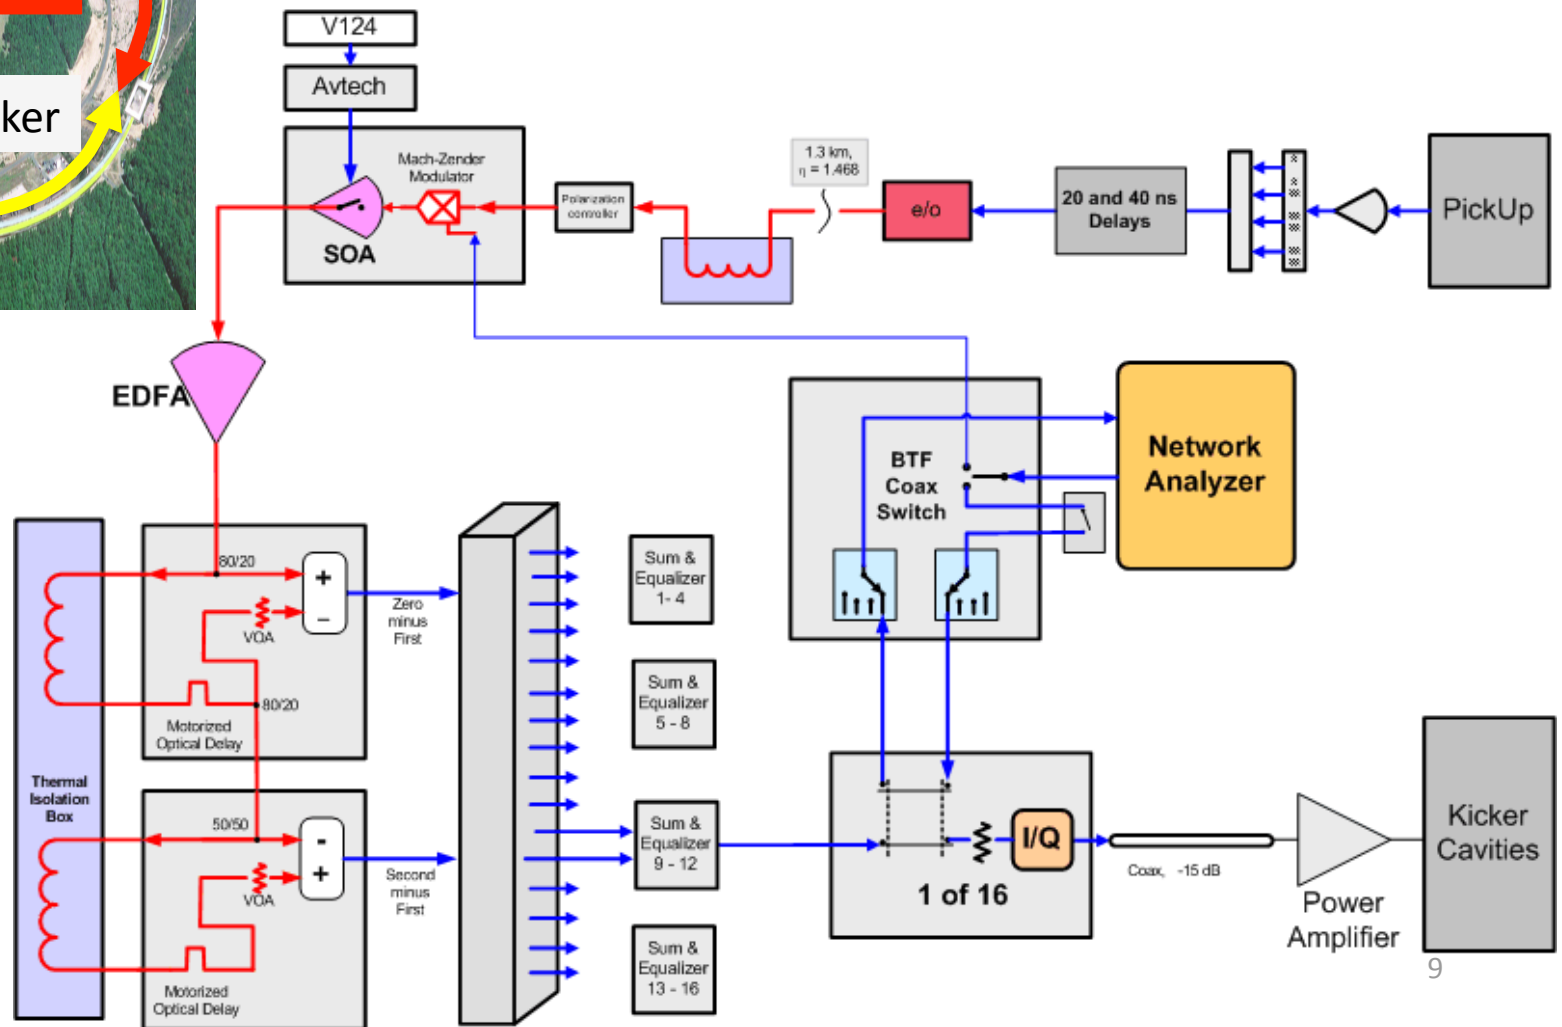 ker
V124
Avtech
Mach-Zender
Modulator
SOA
Polarization
controller
1.3 km,
η = 1.468
e/o
20 and 40 ns
Delays
PickUp
EDFA
BTF
Coax
Switch
Network
Analyzer
80/20
+
–
VOA
80/20
Motorized
Optical Delay
Zero
minus
First
Thermal
Isolation
Box
50/50
-
+
VOA
Motorized
Optical Delay
Second
minus
First
Sum &
Equalizer
1- 4
Sum &
Equalizer
5 - 8
Sum &
Equalizer
9 - 12
Sum &
Equalizer
13 - 16
I/Q
1 of 16
Coax, -15 dB
Power
Amplifier
Kicker
Cavities
9